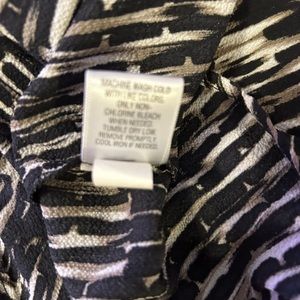 MACHINE WASH COLD
WITH LIKE COLORS.
ONLY NON-
CHLORINE BLEACH
WHEN NEEDED.
TUMBLE DRY LOW.
REMOVE PROMPTLY.
COOL IRON IF NEEDED.